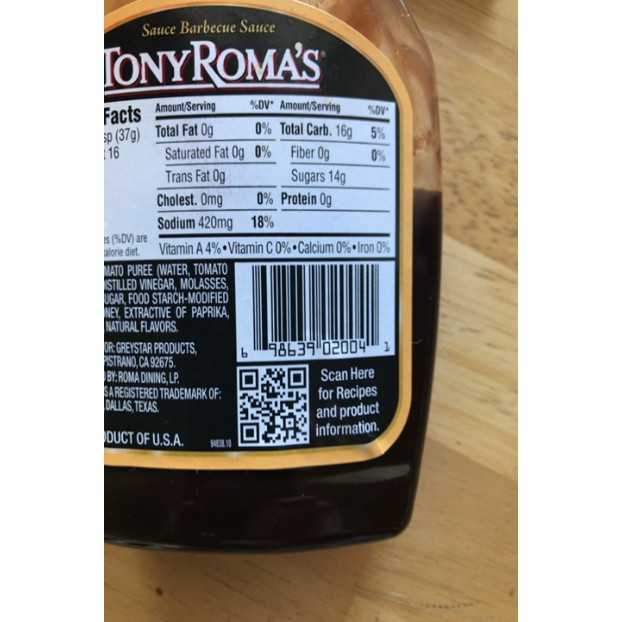 Sauce Barbecue Sauce
TONY ROMA'S
Facts
sp (37g)
: 16
Amount/Serving %DV* Amount/Serving %DV*
Total Fat 0g 0% Total Carb. 16g 5%
Saturated Fat 0g 0% Fiber 0g 0%
Trans Fat 0g Sugars 14g
Cholest. 0mg 0% Protein 0g
Sodium 420mg 18%
es (%DV) are
alorie diet.
Vitamin A 4%•Vitamin C 0%•Calcium 0%•Iron 0%
MATO PUREE (WATER, TOMATO
ISTILLED VINEGAR, MOLASSES,
UGAR, FOOD STARCH-MODIFIED
NEY, EXTRACTIVE OF PAPRIKA,
NATURAL FLAVORS.
OR: GREYSTAR PRODUCTS,
PISTRANO, CA 92675.
BY: ROMA DINING, LP.
S A REGISTERED TRADEMARK OF:
DALLAS, TEXAS.
DUCT OF U.S.A.
94838.10
6 98639 02004 1
Scan Here
for Recipes
and product
information.